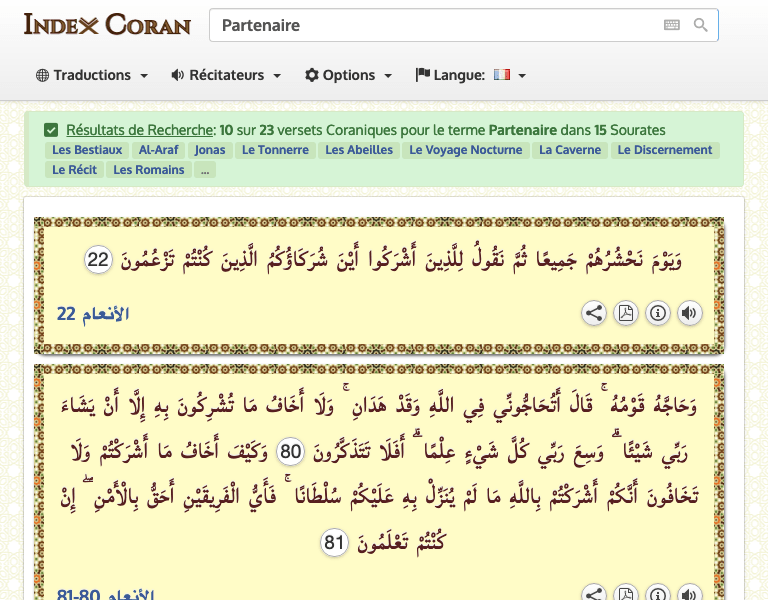 INDEX CORAN
Partenaire
Traductions
Récitateurs
Options
Langue:
Résultats de Recherche: 10 sur 23 versets Coraniques pour le terme Partenaire dans 15 Sourates
Les Bestiaux Al-Araf Jonas Le Tonnerre Les Abeilles Le Voyage Nocturne La Caverne Le Discernement
Le Récit Les Romains ...
وَيَوْمَ نَحْشُرُهُمْ جَمِيعًا ثُمَّ نَقُولُ لِلَّذِينَ أَشْرَكُوا أَيْنَ شُرَكَاؤُكُمُ الَّذِينَ كُنْتُمْ تَزْعُمُونَ 22
الأنعام 22
وَحَاجَّهُ قَوْمُهُ ۚ قَالَ أَتُحَاجُّونِّي فِي اللَّهِ وَقَدْ هَدَانِ ۚ وَلَا أَخَافُ مَا تُشْرِكُونَ بِهِ إِلَّا أَنْ يَشَاءَ
رَبِّي شَيْئًا ۗ وَسِعَ رَبِّي كُلَّ شَيْءٍ عِلْمًا ۗ أَفَلَا تَتَذَكَّرُونَ 80 وَكَيْفَ أَخَافُ مَا أَشْرَكْتُمْ وَلَا
تَخَافُونَ أَنَّكُمْ أَشْرَكْتُمْ بِاللَّهِ مَا لَمْ يُنَزِّلْ بِهِ عَلَيْكُمْ سُلْطَانًا ۚ فَأَيُّ الْفَرِيقَيْنِ أَحَقُّ بِالْأَمْنِ ۖ إِنْ
كُنْتُمْ تَعْلَمُونَ 81
الأنعام 80-81